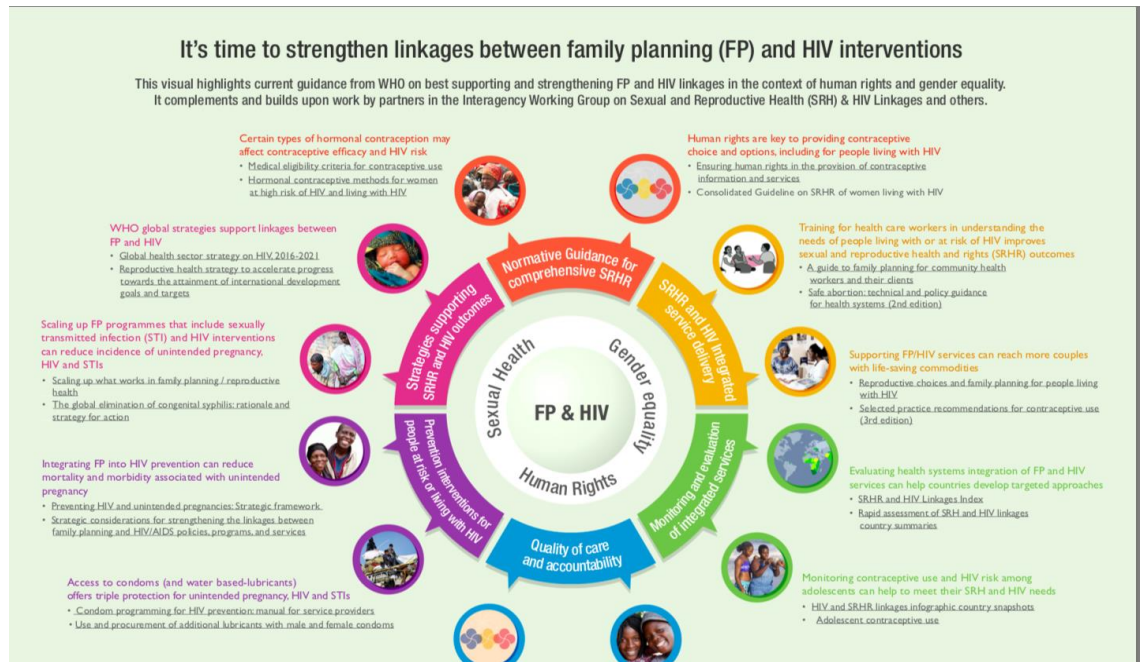 It's time to strengthen linkages between family planning (FP) and HIV interventions
This visual highlights current guidance from WHO on best supporting and strengthening FP and HIV linkages in the context of human rights and gender equality.
It complements and builds upon work by partners in the Interagency Working Group on Sexual and Reproductive Health (SRH) & HIV Linkages and others.
Certain types of hormonal contraception may
affect contraceptive efficacy and HIV risk
• Medical eligibility criteria for contraceptive use
• Hormonal contraceptive methods for women
at high risk of HIV and living with HIV
Human rights are key to providing contraceptive
choice and options, including for people living with HIV
• Ensuring human rights in the provision of contraceptive
information and services
• Consolidated Guideline on SRHR of women living with HIV
WHO global strategies support linkages between
FP and HIV
• Global health sector strategy on HIV, 2016-2021
• Reproductive health strategy to accelerate progress
towards the attainment of international development
goals and targets
Training for health care workers in understanding the
needs of people living with or at risk of HIV improves
sexual and reproductive health and rights (SRHR) outcomes
• A guide to family planning for community health
workers and their clients
• Safe abortion: technical and policy guidance
for health systems (2nd edition)
Scaling up FP programmes that include sexually
transmitted infection (STI) and HIV interventions
can reduce incidence of unintended pregnancy,
HIV and STIs
• Scaling up what works in family planning / reproductive
health
• The global elimination of congenital syphilis: rationale and
strategy for action
Supporting FP/HIV services can reach more couples
with life-saving commodities
• Reproductive choices and family planning for people living
with HIV
• Selected practice recommendations for contraceptive use
(3rd edition)
Integrating FP into HIV prevention can reduce
mortality and morbidity associated with unintended
pregnancy
• Preventing HIV and unintended pregnancies: Strategic framework
• Strategic considerations for strengthening the linkages between
family planning and HIV/AIDS policies, programs, and services
Evaluating health systems integration of FP and HIV
services can help countries develop targeted approaches
• SRHR and HIV Linkages Index
• Rapid assessment of SRH and HIV linkages
country summaries
Access to condoms (and water based-lubricants)
offers triple protection for unintended pregnancy, HIV and STIs
• Condom programming for HIV prevention: manual for service providers
• Use and procurement of additional lubricants with male and female condoms
Monitoring contraceptive use and HIV risk among
adolescents can help to meet their SRH and HIV needs
• HIV and SRHR linkages infographic country snapshots
• Adolescent contraceptive use
Normative Guidance for
comprehensive SRHR
SRHR and HIV integrated
service delivery
Monitoring and evaluation
of integrated services
Quality of care
and accountability
Prevention interventions for
people at risk or living with HIV
Strategies supporting
SRHR and HIV outcomes
Sexual Health
Gender equality
Human Rights
FP & HIV